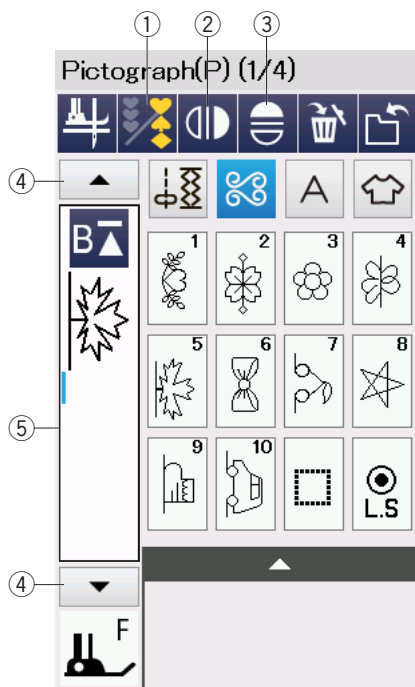 ① ② ③
Pictograph(P) (1/4)
④
A
B
1 2 3 4
5 6 7 8
⑤
9 10
L.S
④
F